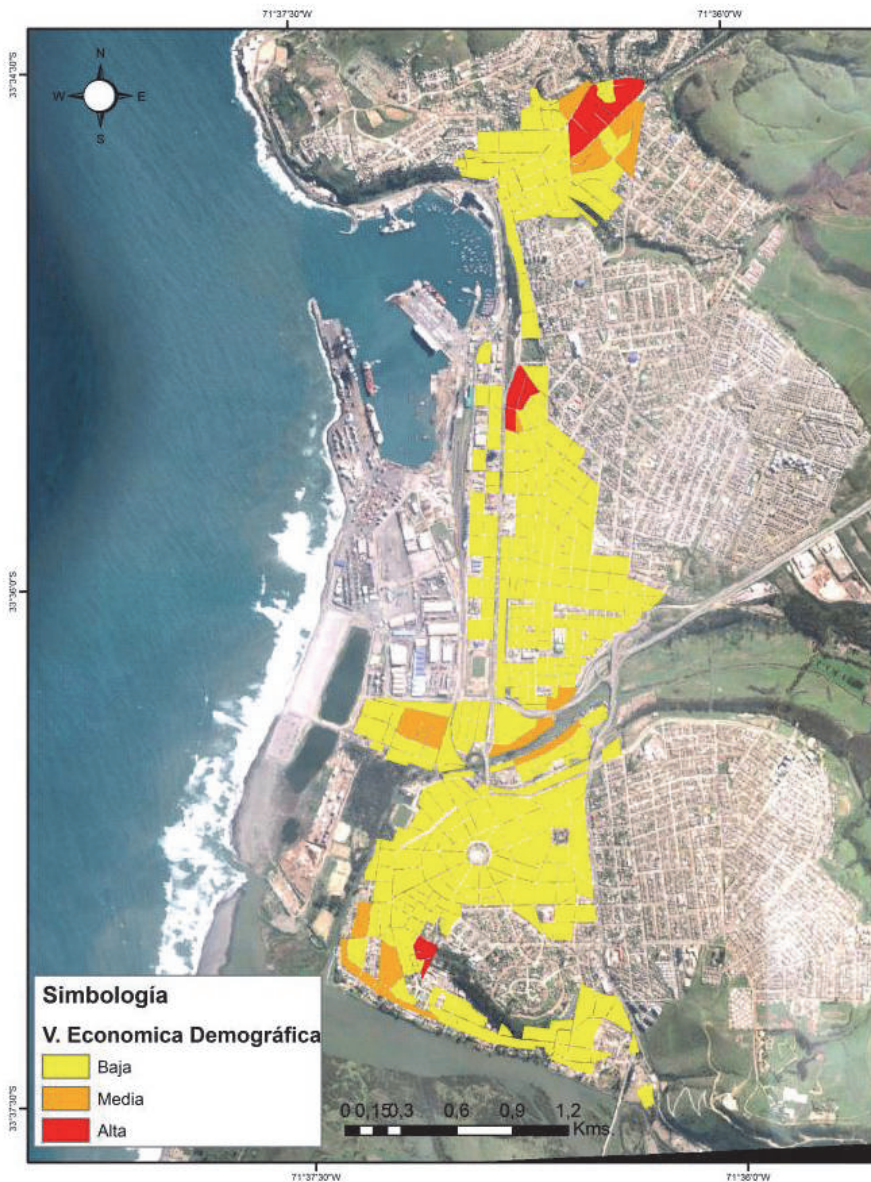 71°37'30"W 71°36'0"W
33°34'30"S
N
W E
S
33°36'0"S
Simbología
V. Economica Demográfica
Baja
Media
Alta
0 0,15 0,3 0,6 0,9 1,2
Kms.
33°37'30"S
71°37'30"W 71°36'0"W